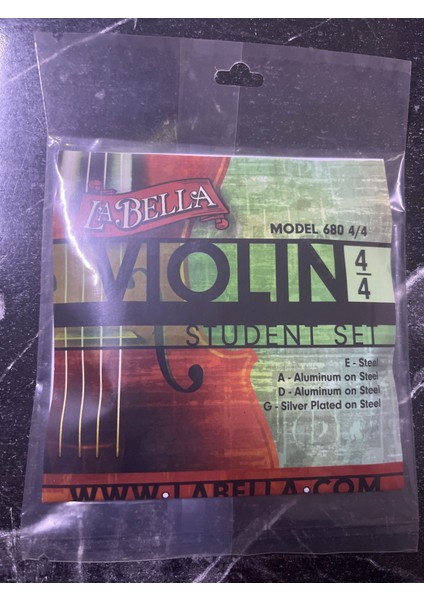 LA BELLA
MODEL 680 4/4
VIOLIN 4/4
STUDENT SET
E - Steel
A - Aluminum on Steel
D - Aluminum on Steel
G - Silver Plated on Steel
WWW.LABELLA.COM